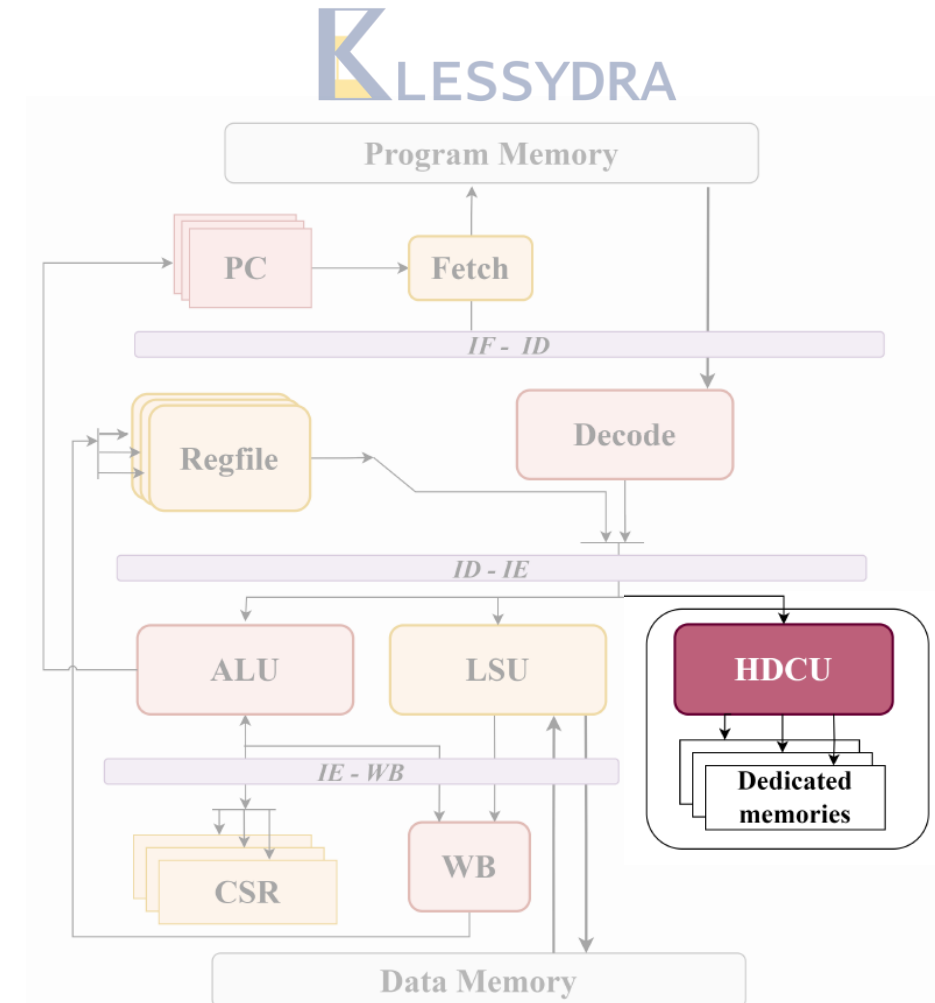 KLESSYDRA
Program Memory
PC
Fetch
IF - ID
Regfile
Decode
ID - IE
ALU
LSU
HDCU
IE - WB
Dedicated
memories
CSR
WB
Data Memory